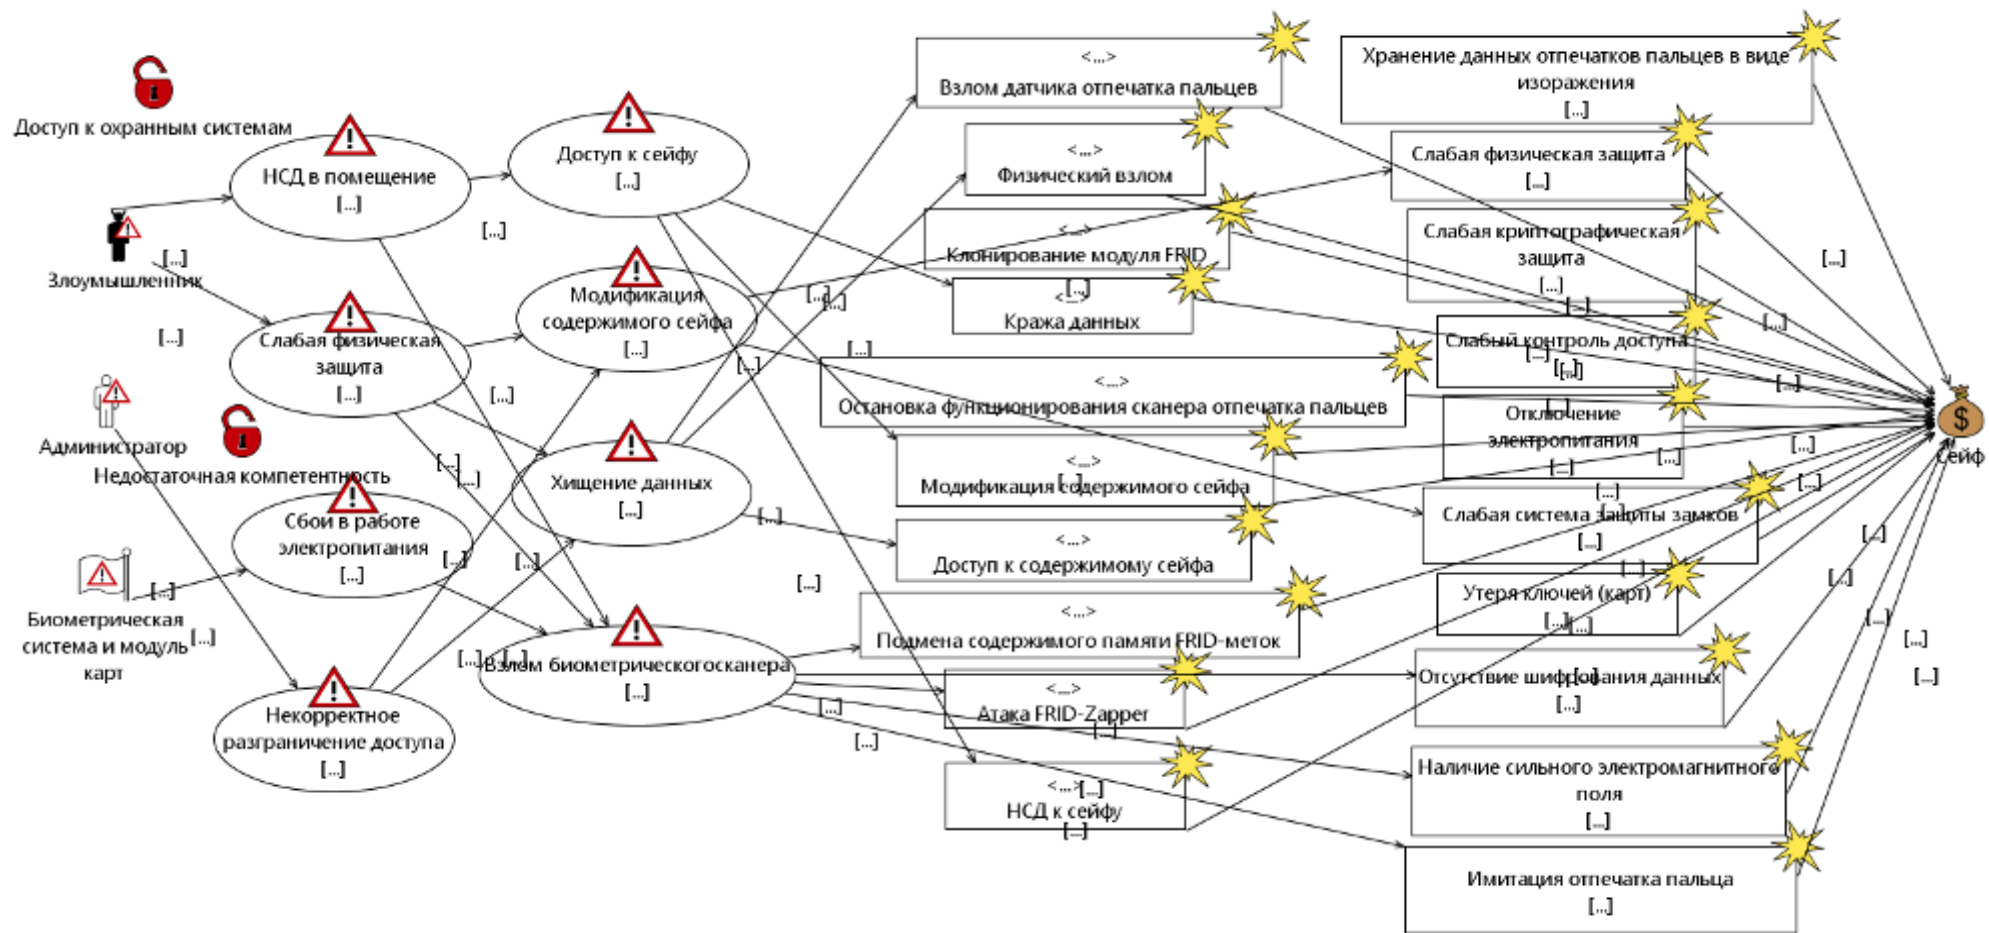 Доступ к охранным системам
НСД в помещение
[...]
Злоумышленник
[...]
[...]
Слабая физическая
защита
[...]
Администратор
Недостаточная компетентность
Сбои в работе
электропитания
[...]
[...]
Биометрическая
система и модуль
карт
[...]
Некорректное
разграничение доступа
[...]
Доступ к сейфу
[...]
[...]
Модификация
содержимого сейфа
[...]
[...]
Хищение данных
[...]
[...]
[...]
[...]
[...]
[...]
[...]
Взлом биометрическогосканера
[...]
[...]
[...]
[...]
[...]
[...]
[...]
[...]
[...]
[...]
<...>
Взлом датчика отпечатка пальцев
<...>
Физический взлом
<...>
Клонирование модуля FRID
[...]
<...>
Кража данных
<...>
Остановка функционирования сканера отпечатка пальцев
<...>
[...]
Модификация содержимого сейфа
<...>
Доступ к содержимому сейфа
<...>
Подмена содержимого памяти FRID-меток
<...>
Атака FRID-Zapper
[...]
<...>
[...]
НСД к сейфу
[...]
Хранение данных отпечатков пальцев в виде
изоражения
[...]
Слабая физическая защита
[...]
Слабая криптографическая
защита
[...]
[...]
Слабый контроль доступа
[...]
[...]
[...]
Отключение
электропитания
[...]
[...]
[...]
Слабая система защиты замков
[...]
[...]
Утеря ключей (карт)
[...]
[...]
Отсутствие шифрования данных
[...]
[...]
Наличие сильного электромагнитного
поля
[...]
Имитация отпечатка пальца
[...]
[...]
[...]
[...]
[...]
[...]
[...]
[...]
[...]
[...]
[...]
[...]
Сейф